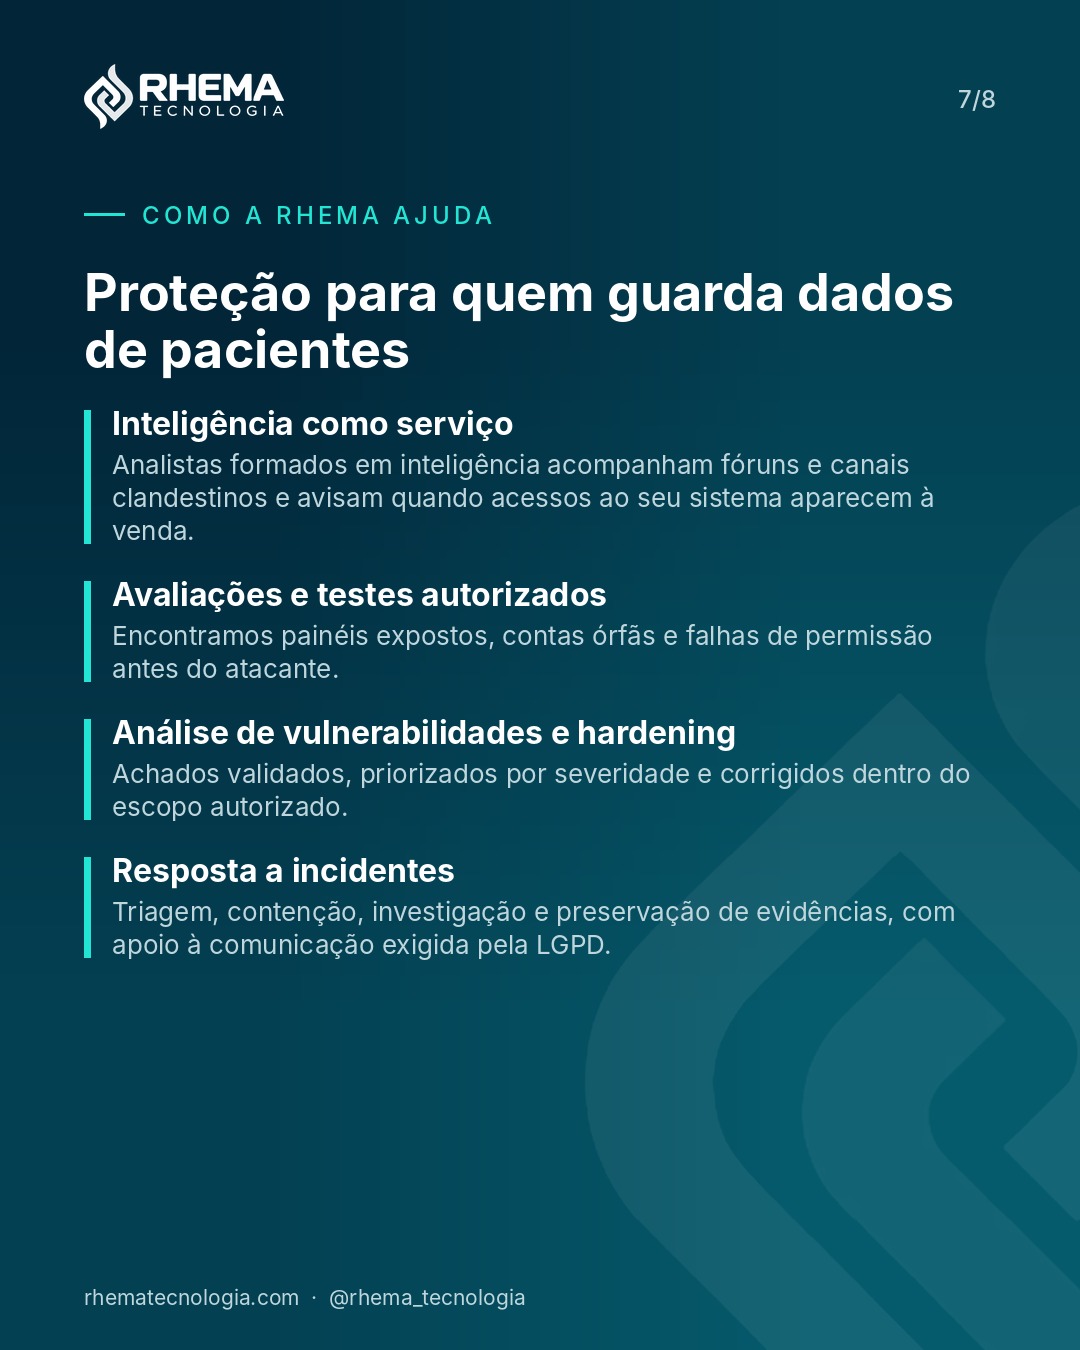 RHEMA
TECNOLOGIA
7/8
COMO A RHEMA AJUDA
Proteção para quem guarda dados
de pacientes
Inteligência como serviço
Analistas formados em inteligência acompanham fóruns e canais
clandestinos e avisam quando acessos ao seu sistema aparecem à
venda.
Avaliações e testes autorizados
Encontramos painéis expostos, contas órfãs e falhas de permissão
antes do atacante.
Análise de vulnerabilidades e hardening
Achados validados, priorizados por severidade e corrigidos dentro do
escopo autorizado.
Resposta a incidentes
Triagem, contenção, investigação e preservação de evidências, com
apoio à comunicação exigida pela LGPD.
rhematecnologia.com · @rhema_tecnologia